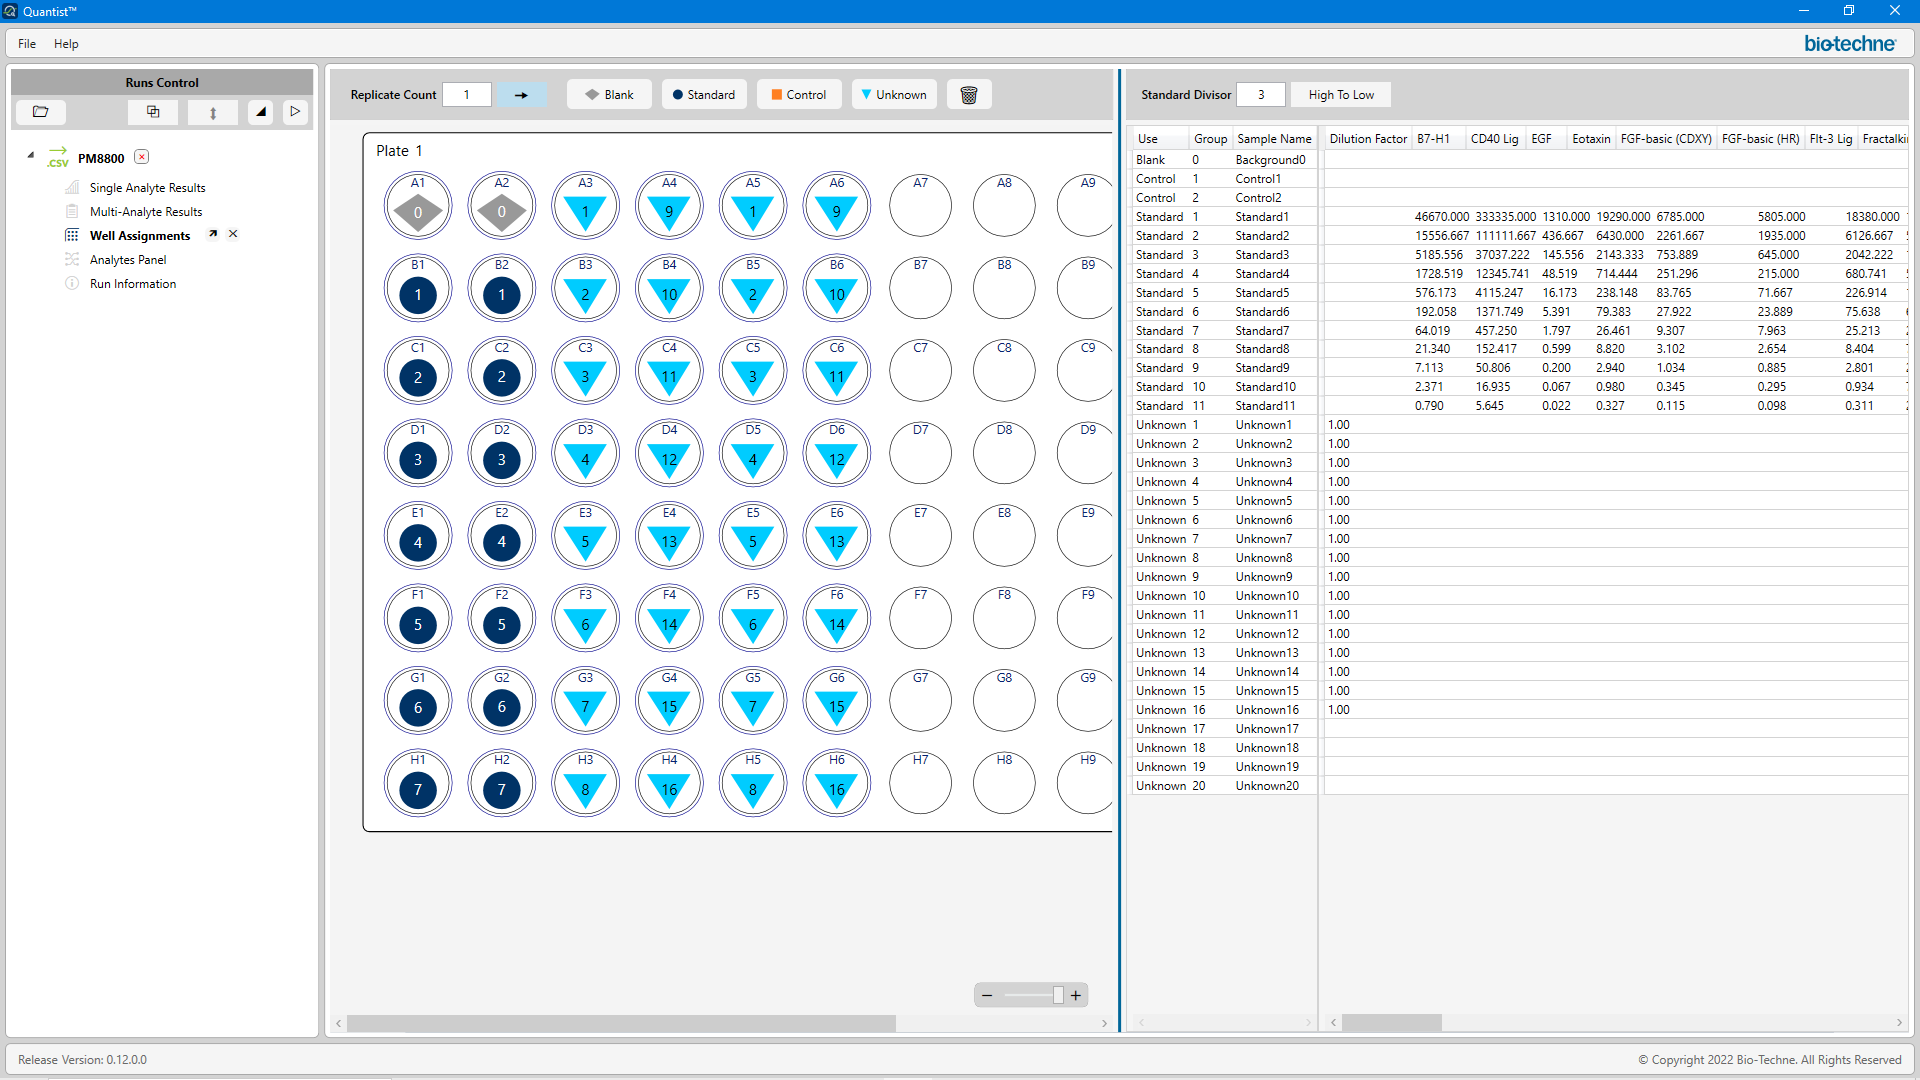 Quantist™
File Help
bio-techne
Runs Control
PM8800
.CSV
Single Analyte Results
Multi-Analyte Results
Well Assignments
Analytes Panel
Run Information
Replicate Count 1 Blank Standard Control Unknown
Plate 1
A1 A2 A3 A4 A5 A6 A7 A8 A9
0 0 1 9 1 9
B1 B2 B3 B4 B5 B6 B7 B8 B9
1 1 2 10 2 10
C1 C2 C3 C4 C5 C6 C7 C8 C9
2 2 3 11 3 11
D1 D2 D3 D4 D5 D6 D7 D8 D9
3 3 4 12 4 12
E1 E2 E3 E4 E5 E6 E7 E8 E9
4 4 5 13 5 13
F1 F2 F3 F4 F5 F6 F7 F8 F9
5 5 6 14 6 14
G1 G2 G3 G4 G5 G6 G7 G8 G9
6 6 7 15 7 15
H1 H2 H3 H4 H5 H6 H7 H8 H9
7 7 8 16 8 16
Standard Divisor 3 High To Low
Use Group Sample Name Dilution Factor B7-H1 CD40 Lig EGF Eotaxin FGF-basic (CDXY) FGF-basic (HR) Flt-3 Lig
Blank 0 Background0
Control 1 Control1
Control 2 Control2
Standard 1 Standard1 46670.000 333335.000 1310.000 19290.000 6785.000 5805.000 18380.000
Standard 2 Standard2 15556.667 111111.667 436.667 6430.000 2261.667 1935.000 6126.667
Standard 3 Standard3 5185.556 37037.222 145.556 2143.333 753.889 645.000 2042.222
Standard 4 Standard4 1728.519 12345.741 48.519 714.444 251.296 215.000 680.741
Standard 5 Standard5 576.173 4115.247 16.173 238.148 83.765 71.667 226.914
Standard 6 Standard6 192.058 1371.749 5.391 79.383 27.922 23.889 75.638
Standard 7 Standard7 64.019 457.250 1.797 26.461 9.307 7.963 25.213
Standard 8 Standard8 21.340 152.417 0.599 8.820 3.102 2.654 8.404
Standard 9 Standard9 7.113 50.806 0.200 2.940 1.034 0.885 2.801
Standard 10 Standard10 2.371 16.935 0.067 0.980 0.345 0.295 0.934
Standard 11 Standard11 0.790 5.645 0.022 0.327 0.115 0.098 0.311
Unknown 1 Unknown1 1.00
Unknown 2 Unknown2 1.00
Unknown 3 Unknown3 1.00
Unknown 4 Unknown4 1.00
Unknown 5 Unknown5 1.00
Unknown 6 Unknown6 1.00
Unknown 7 Unknown7 1.00
Unknown 8 Unknown8 1.00
Unknown 9 Unknown9 1.00
Unknown 10 Unknown10 1.00
Unknown 11 Unknown11 1.00
Unknown 12 Unknown12 1.00
Unknown 13 Unknown13 1.00
Unknown 14 Unknown14 1.00
Unknown 15 Unknown15 1.00
Unknown 16 Unknown16 1.00
Unknown 17 Unknown17
Unknown 18 Unknown18
Unknown 19 Unknown19
Unknown 20 Unknown20
Release Version: 0.12.0.0
© Copyright 2022 Bio-Techne. All Rights Reserved